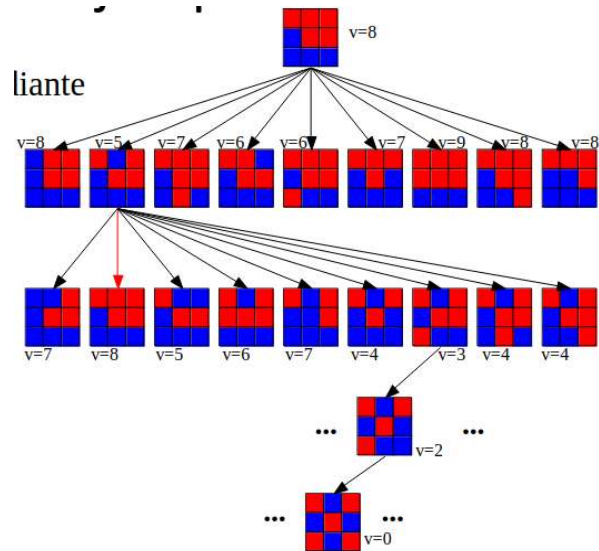 v=8
liante
v=8 v=5 v=7 v=6 v=6 v=7 v=9 v=8 v=8
v=7 v=8 v=5 v=6 v=7 v=4 v=3 v=4 v=4
... ...
v=2
... ...
v=0